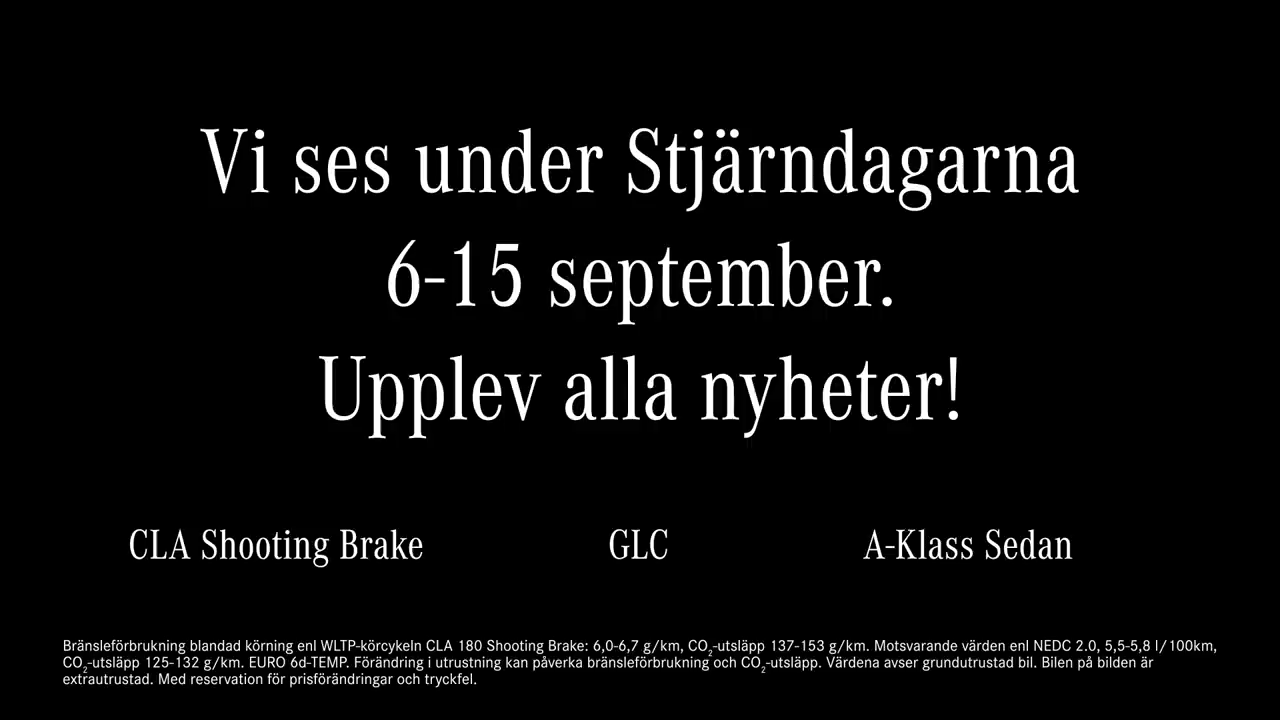 Vi ses under Stjärndagarna
6-15 september.
Upplev alla nyheter!
CLA Shooting Brake GLC A-Klass Sedan
Bränsleförbrukning blandad körning enl WLTP-körcykeln CLA 180 Shooting Brake: 6,0-6,7 g/km, CO₂-utsläpp 137-153 g/km. Motsvarande värden enl NEDC 2.0, 5,5-5,8 l/100km,
CO₂-utsläpp 125-132 g/km. EURO 6d-TEMP. Förändring i utrustning kan påverka bränsleförbrukning och CO₂-utsläpp. Värdena avser grundutrustad bil. Bilen på bilden är
extrautrustad. Med reservation för prisförändringar och tryckfel.